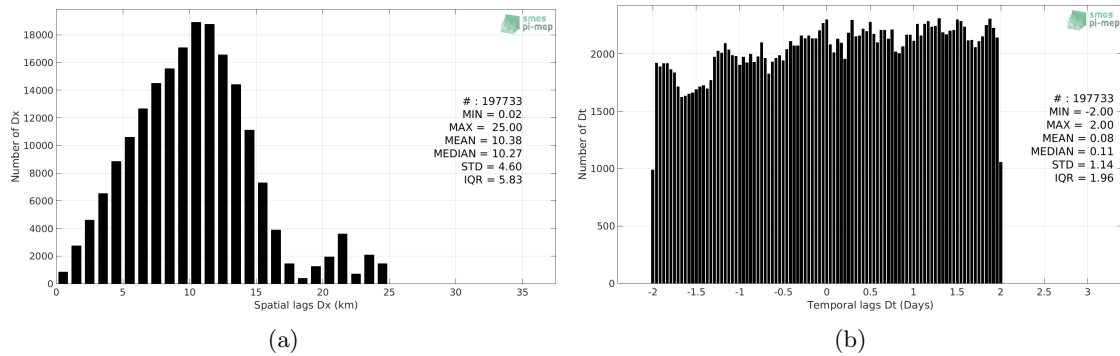 smos
pi-mep
18000
16000
14000
12000
10000
8000
6000
4000
2000
0
Number of Dx
# : 197733
MIN = 0.02
MAX = 25.00
MEAN = 10.38
MEDIAN = 10.27
STD = 4.60
IQR = 5.83
0 5 10 15 20 25 30 35
Spatial lags Dx (km)
(a)
smos
pi-mep
2000
1500
1000
500
0
Number of Dt
# : 197733
MIN = -2.00
MAX = 2.00
MEAN = 0.08
MEDIAN = 0.11
STD = 1.14
IQR = 1.96
-2 -1.5 -1 -0.5 0 0.5 1 1.5 2 2.5 3
Temporal lags Dt (Days)
(b)